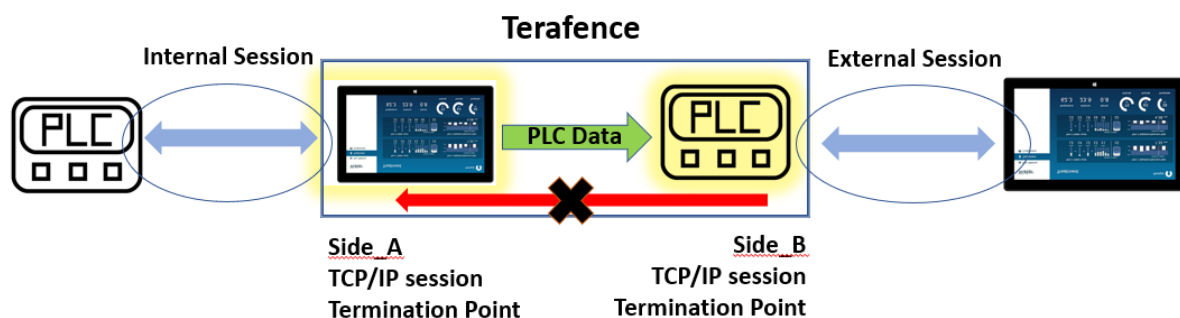 Terafence
Internal Session
External Session
PLC
PLC Data
PLC
Side_A
TCP/IP session
Termination Point
Side_B
TCP/IP session
Termination Point